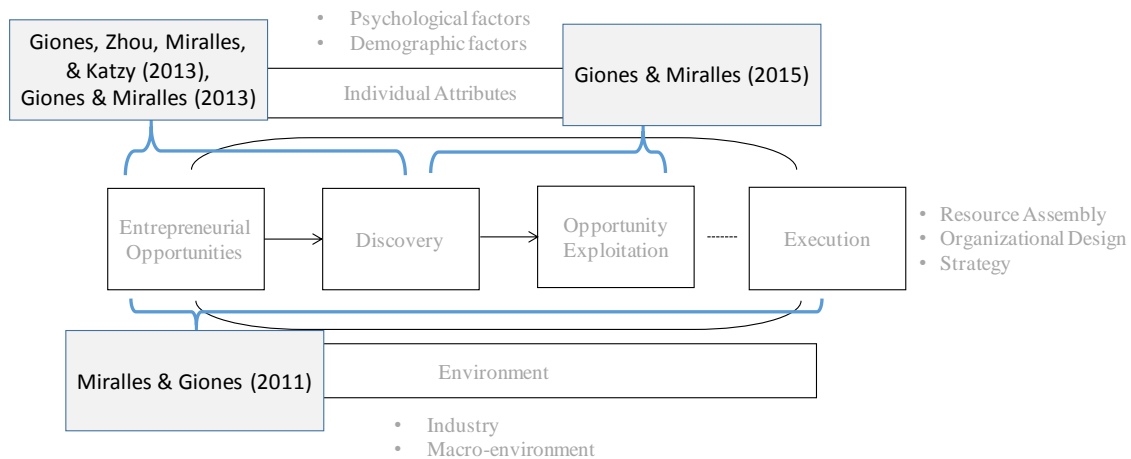 • Psychological factors
• Demographic factors
Giones, Zhou, Miralles,
& Katzy (2013),
Giones & Miralles (2013)
Individual Attributes
Giones & Miralles (2015)
Entrepreneurial
Opportunities
Discovery
Opportunity
Exploitation
Execution
• Resource Assembly
• Organizational Design
• Strategy
Miralles & Giones (2011)
Environment
• Industry
• Macro-environment